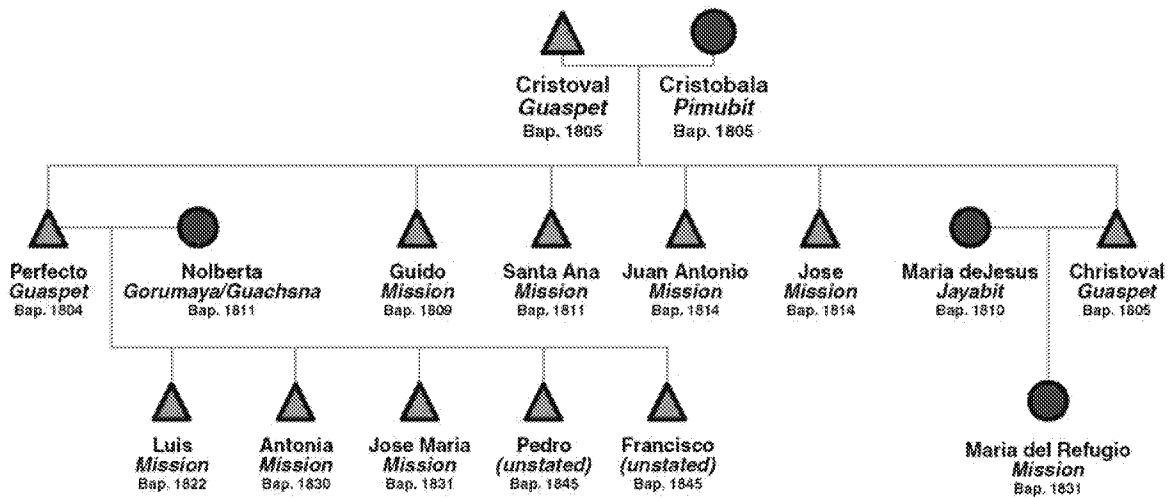 Cristoval
Guaspet
Bap. 1805
Cristobala
Pimubit
Bap. 1805
Perfecto
Guaspet
Bap. 1804
Nolberta
Gorumaya/Guachsna
Bap. 1811
Guido
Mission
Bap. 1809
Santa Ana
Mission
Bap. 1811
Juan Antonio
Mission
Bap. 1814
Jose
Mission
Bap. 1814
Maria deJesus
Jayabit
Bap. 1810
Christoval
Guaspet
Bap. 1805
Luis
Mission
Bap. 1822
Antonia
Mission
Bap. 1830
Jose Maria
Mission
Bap. 1831
Pedro
(unstated)
Bap. 1845
Francisco
(unstated)
Bap. 1845
Maria del Refugio
Mission
Bap. 1831